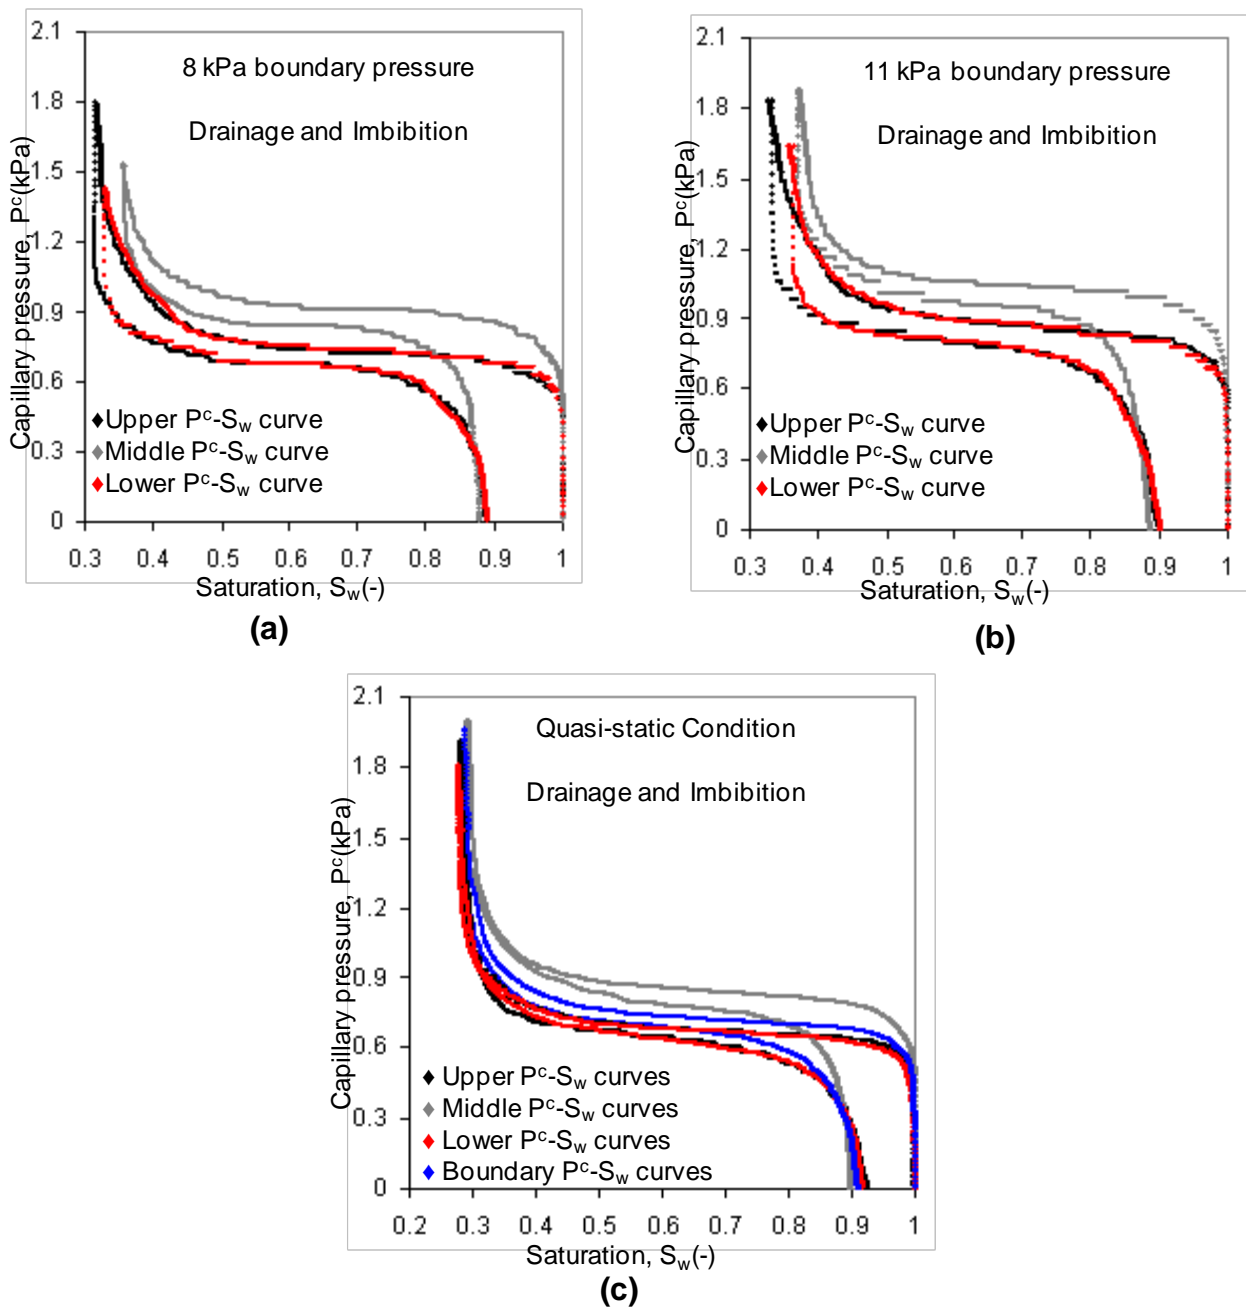 2.1
8 kPa boundary pressure
1.8
Drainage and Imbibition
1.5
1.2
0.9
0.6
0.3
0
Capillary pressure, Pᶜ(kPa)
♦Upper Pᶜ-Sw curve
♦Middle Pᶜ-Sw curve
♦Lower Pᶜ-Sw curve
0.3 0.4 0.5 0.6 0.7 0.8 0.9 1
Saturation, Sw(-)
(a)
2.1
11 kPa boundary pressure
1.8
Drainage and Imbibition
1.5
1.2
0.9
0.6
0.3
0
Capillary pressure, Pᶜ(kPa)
♦Upper Pᶜ-Sw curve
♦Middle Pᶜ-Sw curve
♦Lower Pᶜ-Sw curve
0.3 0.4 0.5 0.6 0.7 0.8 0.9 1
Saturation, Sw(-)
(b)
2.1
Quasi-static Condition
1.8
Drainage and Imbibition
1.5
1.2
0.9
0.6
0.3
0
Capillary pressure, Pᶜ(kPa)
♦Upper Pᶜ-Sw curves
♦Middle Pᶜ-Sw curves
♦Lower Pᶜ-Sw curves
♦Boundary Pᶜ-Sw curves
0.2 0.3 0.4 0.5 0.6 0.7 0.8 0.9 1
Saturation, Sw(-)
(c)